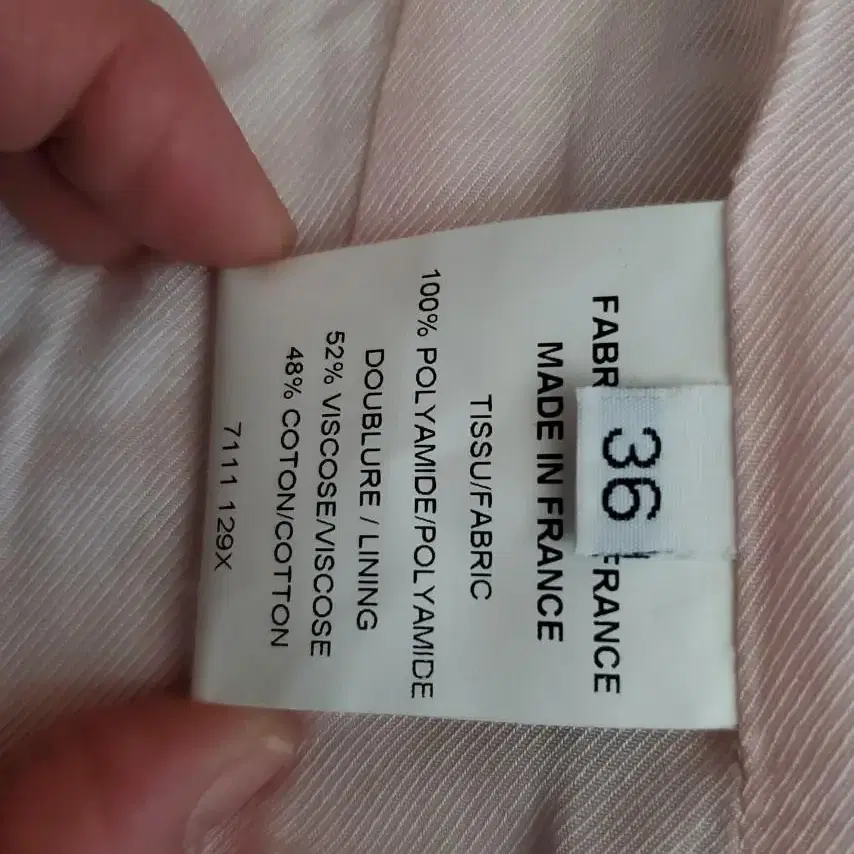 36
FABR FRANCE
MADE IN FRANCE
TISSU/FABRIC
100% POLYAMIDE/POLYAMIDE
DOUBLURE / LINING
52% VISCOSE/VISCOSE
48% COTON/COTTON
7111 129X